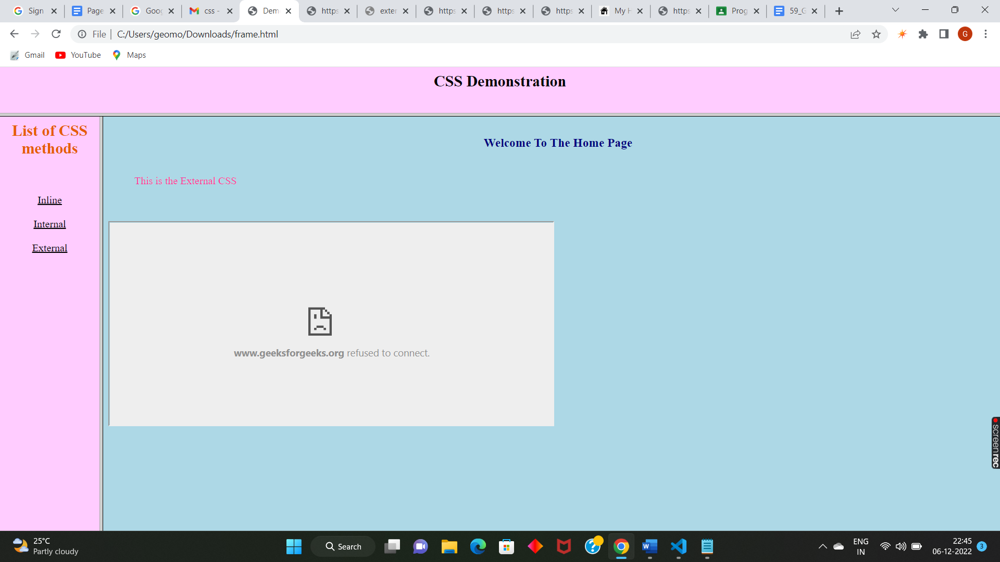 Sign
Page
Goog
css -
Dem
https
exter
https
https
https
My H
https
Prog
59_G
File
C:/Users/geomo/Downloads/frame.html
G
Gmail
YouTube
Maps
CSS Demonstration
List of CSS
methods
Inline
Internal
External
Welcome To The Home Page
This is the External CSS
www.geeksforgeeks.org refused to connect.
screenrec
25°C
Partly cloudy
Search
ENG
IN
22:45
06-12-2022
3